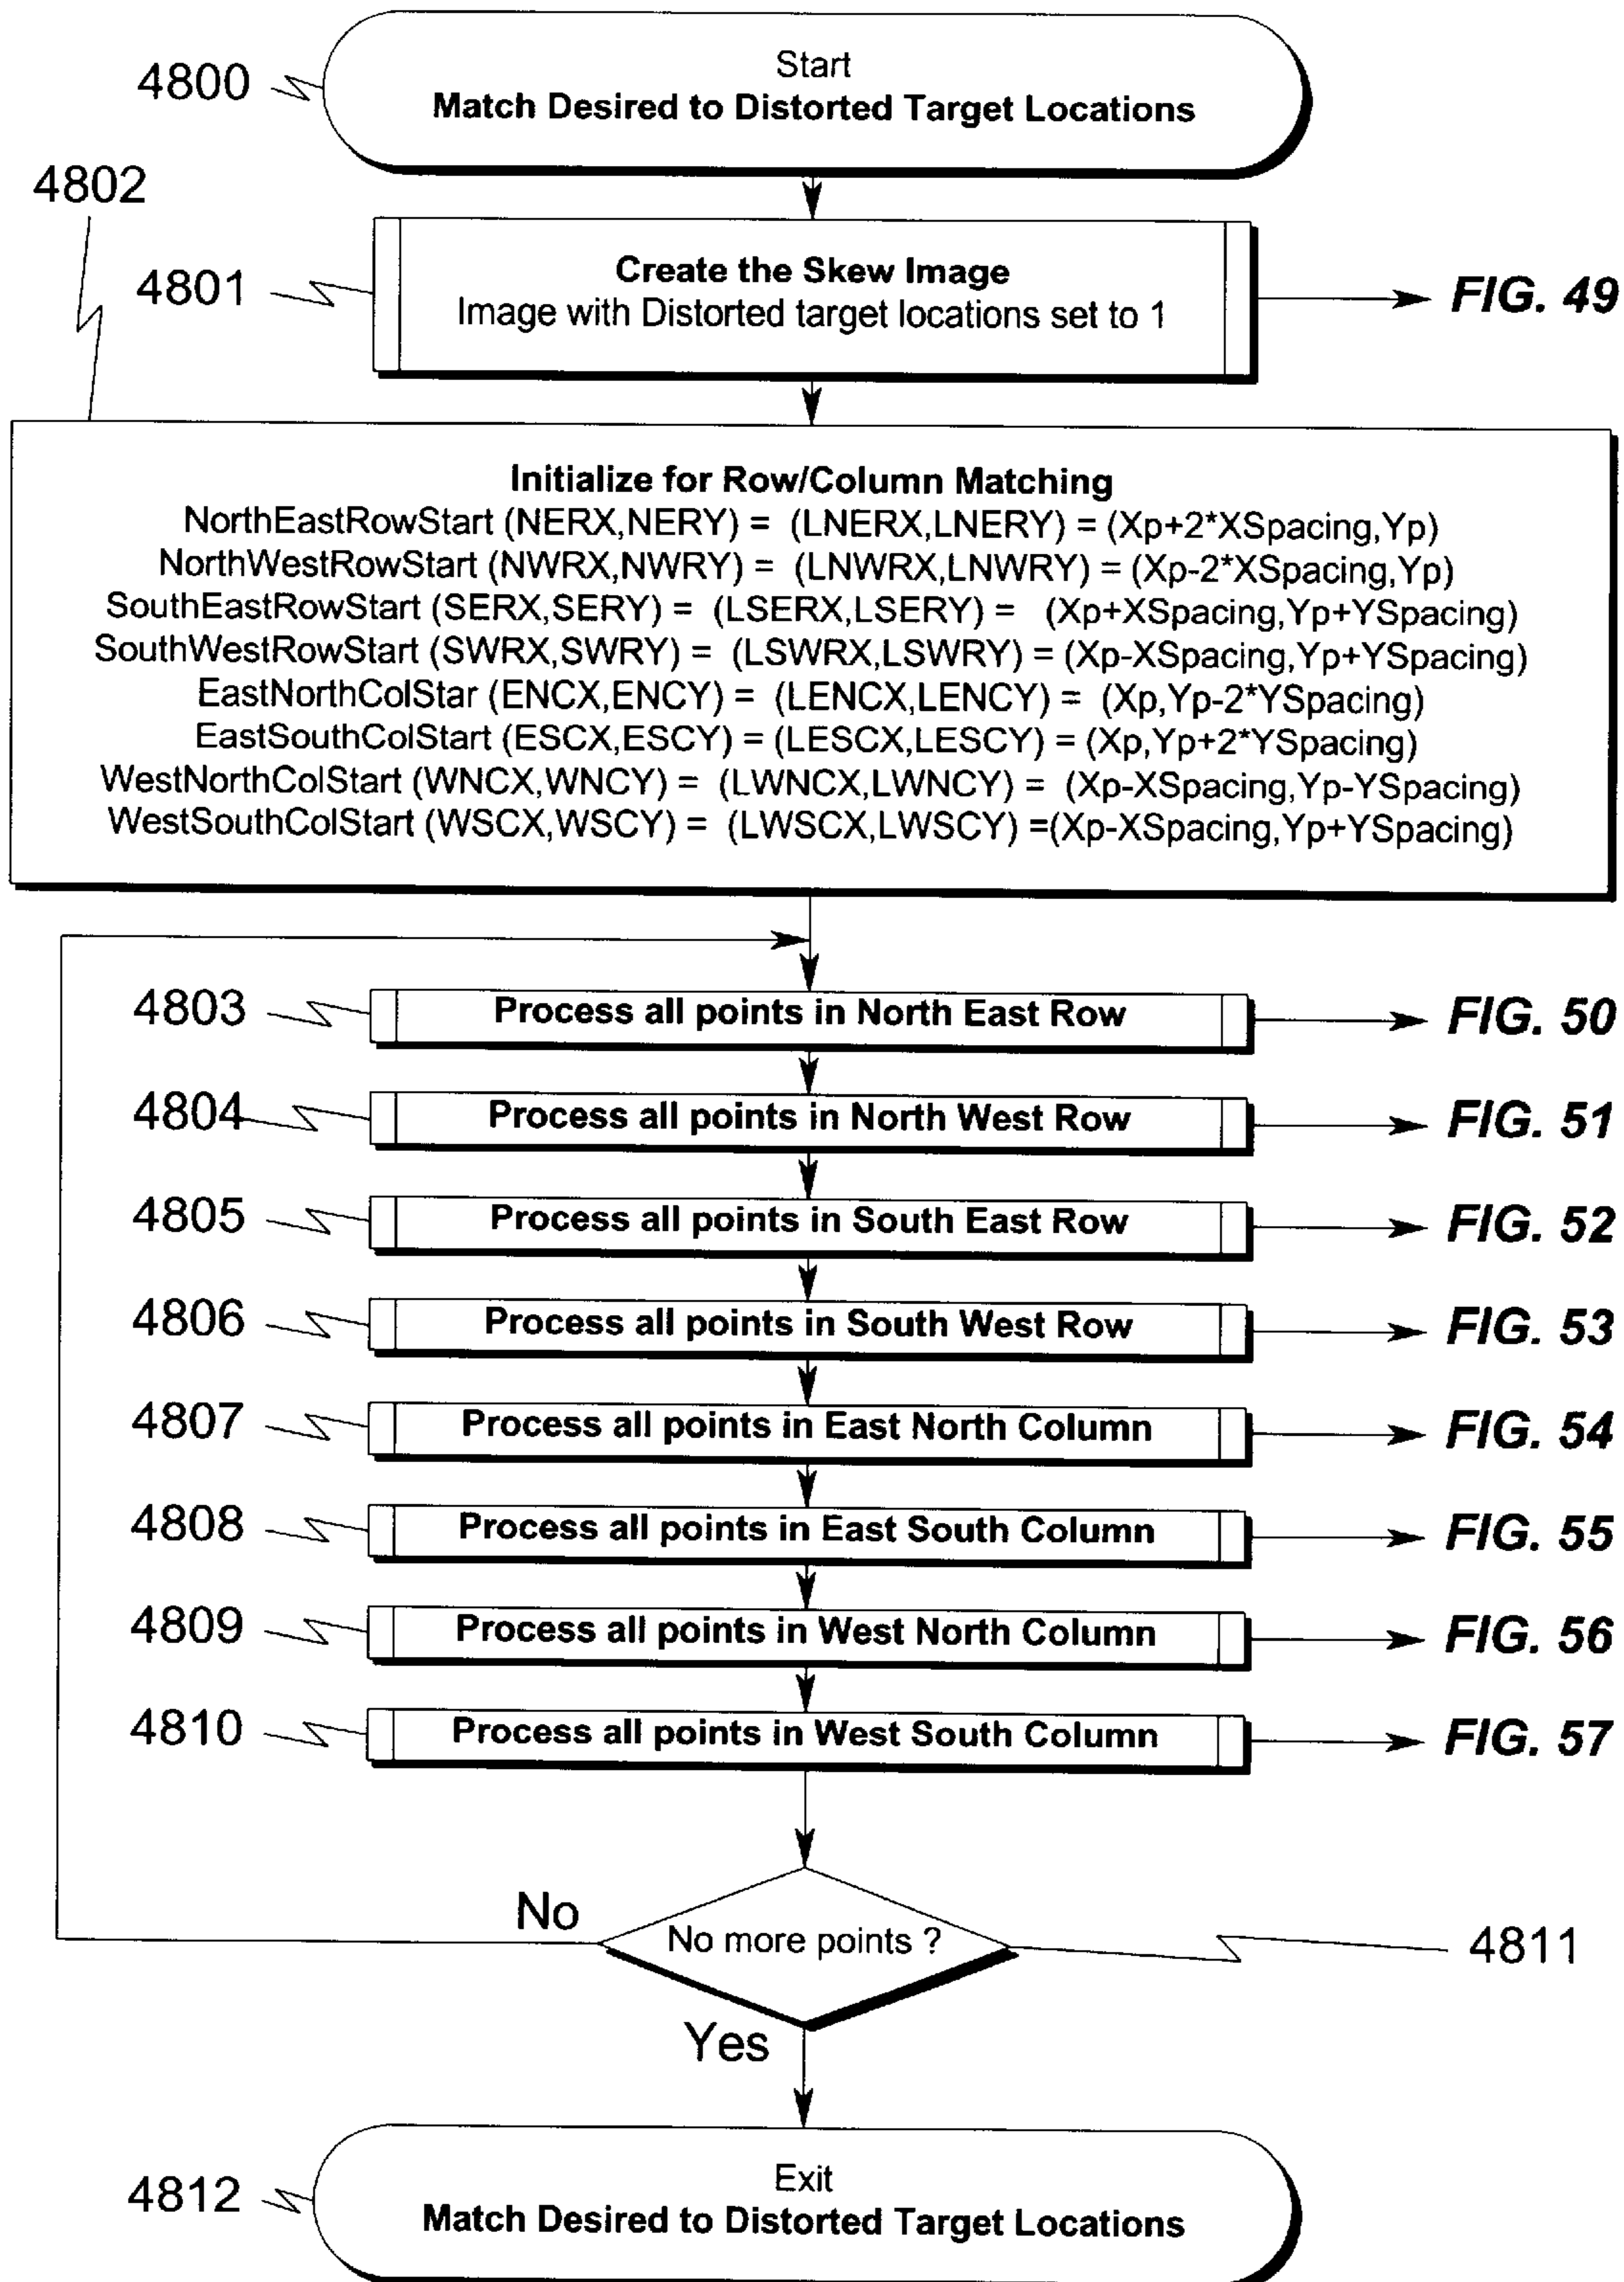 4800
Start
Match Desired to Distorted Target Locations
4802
4801
Create the Skew Image
Image with Distorted target locations set to 1
FIG. 49
Initialize for Row/Column Matching
NorthEastRowStart (NERX,NERY) = (LNERX,LNERY) = (Xp+2*XSpacing,Yp)
NorthWestRowStart (NWRX,NWRY) = (LNWRX,LNWRY) = (Xp-2*XSpacing,Yp)
SouthEastRowStart (SERX,SERY) = (LSERX,LSERY) = (Xp+XSpacing,Yp+YSpacing)
SouthWestRowStart (SWRX,SWRY) = (LSWRX,LSWRY) = (Xp-XSpacing,Yp+YSpacing)
EastNorthColStar (ENCX,ENCY) = (LENCX,LENCY) = (Xp,Yp-2*YSpacing)
EastSouthColStart (ESCX,ESCY) = (LESCX,LESCY) = (Xp,Yp+2*YSpacing)
WestNorthColStart (WNCX,WNCY) = (LWNCX,LWNCY) = (Xp-XSpacing,Yp-YSpacing)
WestSouthColStart (WSCX,WSCY) = (LWSCX,LWSCY) =(Xp-XSpacing,Yp+YSpacing)
4803
Process all points in North East Row
FIG. 50
4804
Process all points in North West Row
FIG. 51
4805
Process all points in South East Row
FIG. 52
4806
Process all points in South West Row
FIG. 53
4807
Process all points in East North Column
FIG. 54
4808
Process all points in East South Column
FIG. 55
4809
Process all points in West North Column
FIG. 56
4810
Process all points in West South Column
FIG. 57
No
No more points ?
4811
Yes
4812
Exit
Match Desired to Distorted Target Locations